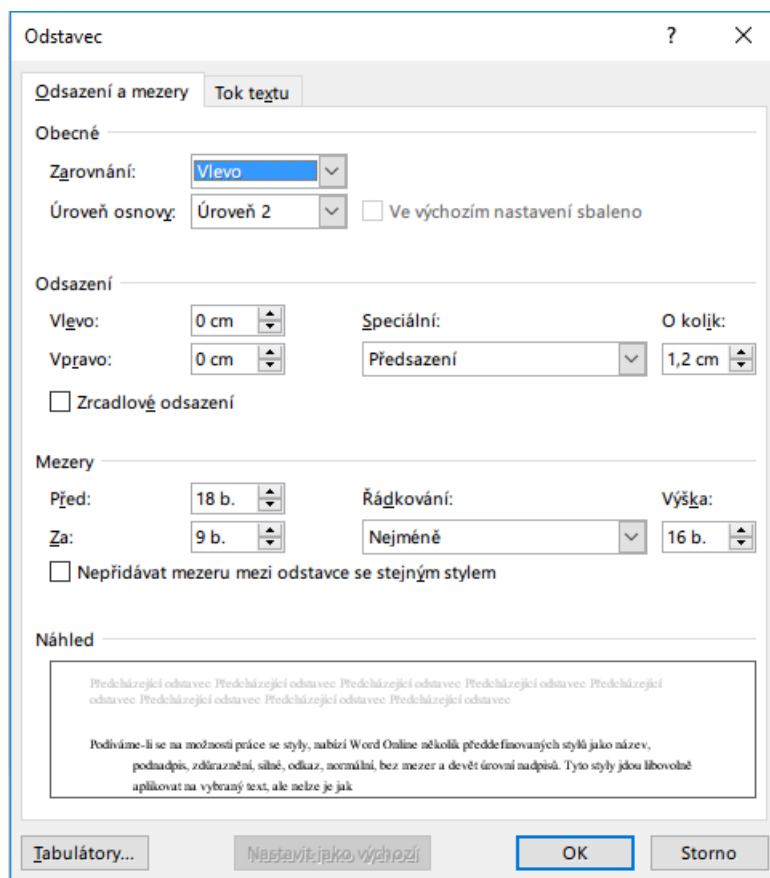 Odstavec ? ×
Odsazení a mezery Tok textu
Obecné
Zarovnání: Vlevo
Úroveň osnovy: Úroveň 2 Ve výchozím nastavení sbaleno
Odsazení
Vlevo: 0 cm Speciální: O kolik:
Vpravo: 0 cm Předsazení 1,2 cm
Zrcadlové odsazení
Mezery
Před: 18 b. Řádkování: Výška:
Za: 9 b. Nejméně 16 b.
Nepřidávat mezeru mezi odstavce se stejným stylem
Náhled
Předcházející odstavec Předcházející odstavec Předcházející odstavec Předcházející odstavec Předcházející
odstavec Předcházející odstavec Předcházející odstavec Předcházející odstavec
Podíváme-li se na možnosti práce se styly, nabízí Word Online několik předdefinovaných stylů jako název,
podnadpis, zdůraznění, silné, odkaz, normální, bez mezer a devět úrovní nadpisů. Tyto styly jdou libovolně
aplikovat na vybraný text, ale nelze je jak
Tabulátory... Nastavit jako výchozí OK Storno